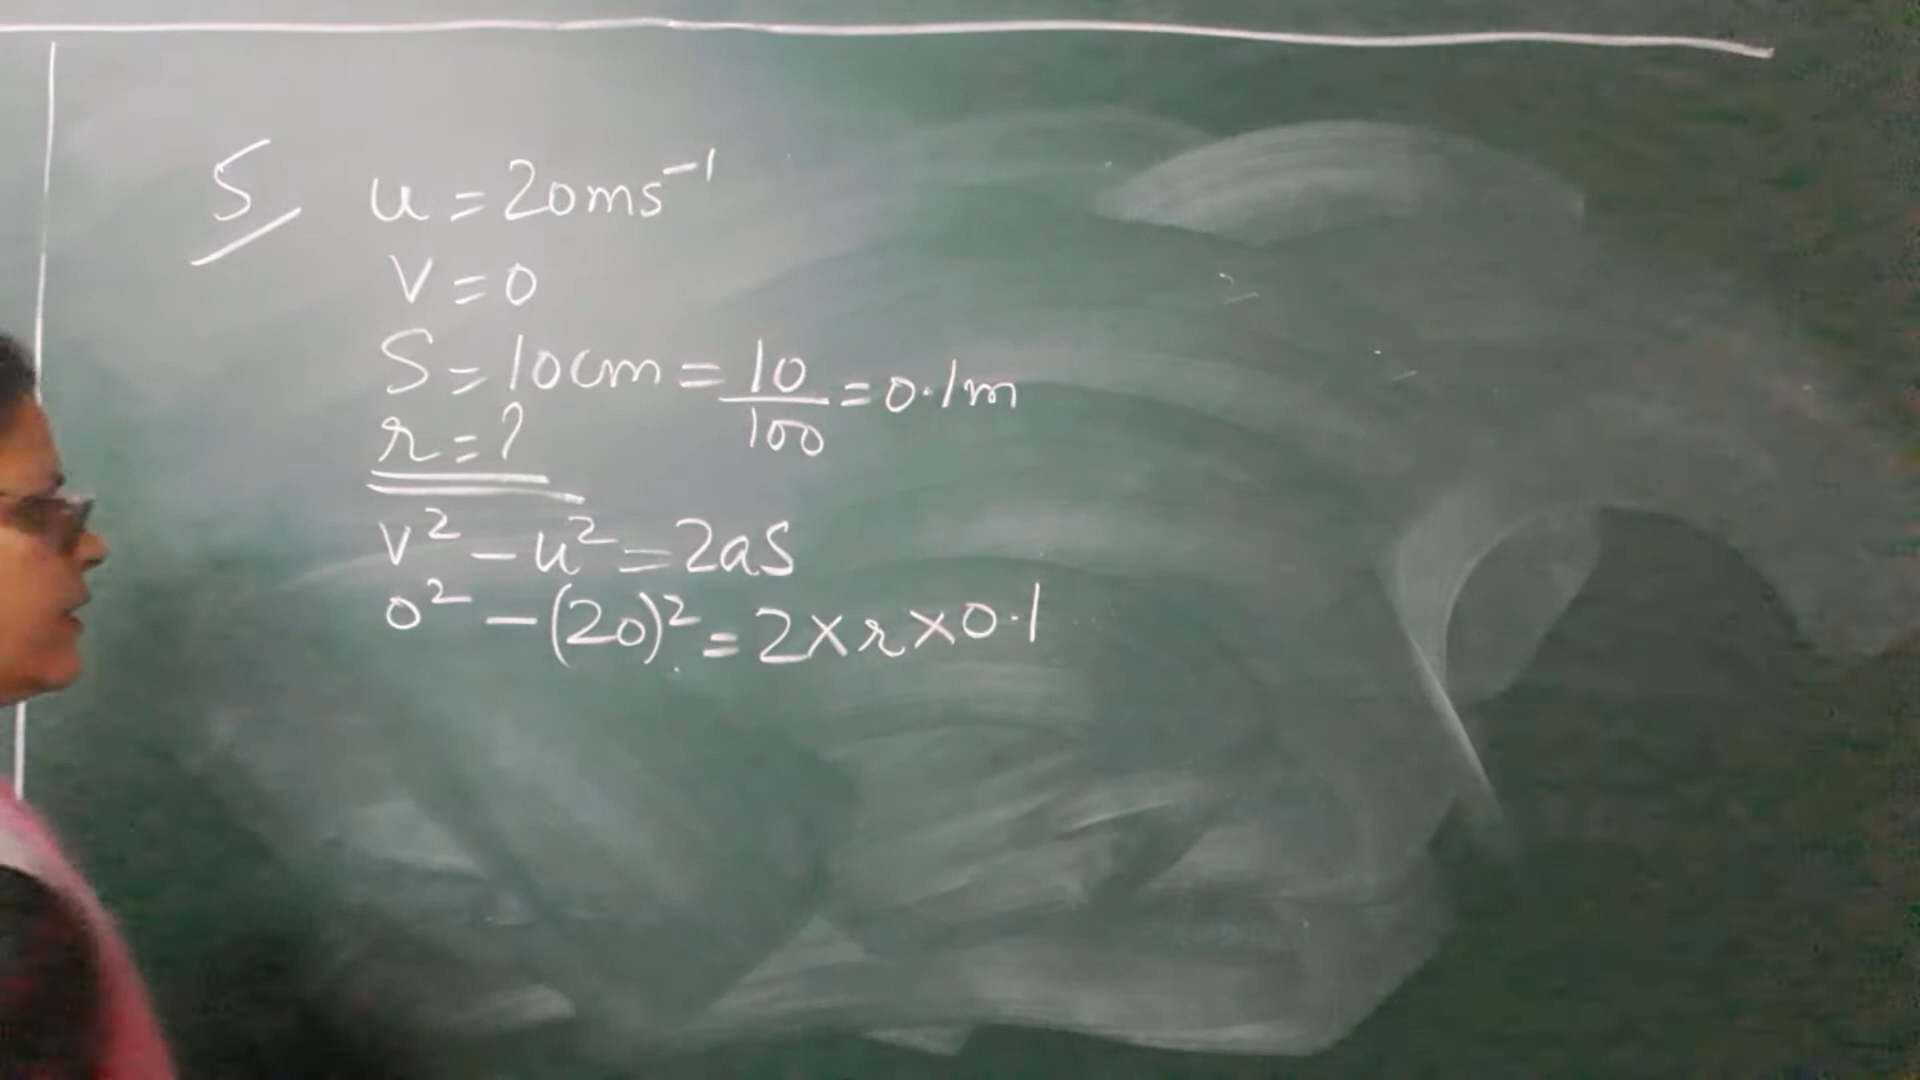 5 u = 20ms⁻¹
V = 0
S = 10cm = 10/100 = 0.1m
r = ?
v² - u² = 2as
0² - (20)² = 2 × r × 0.1